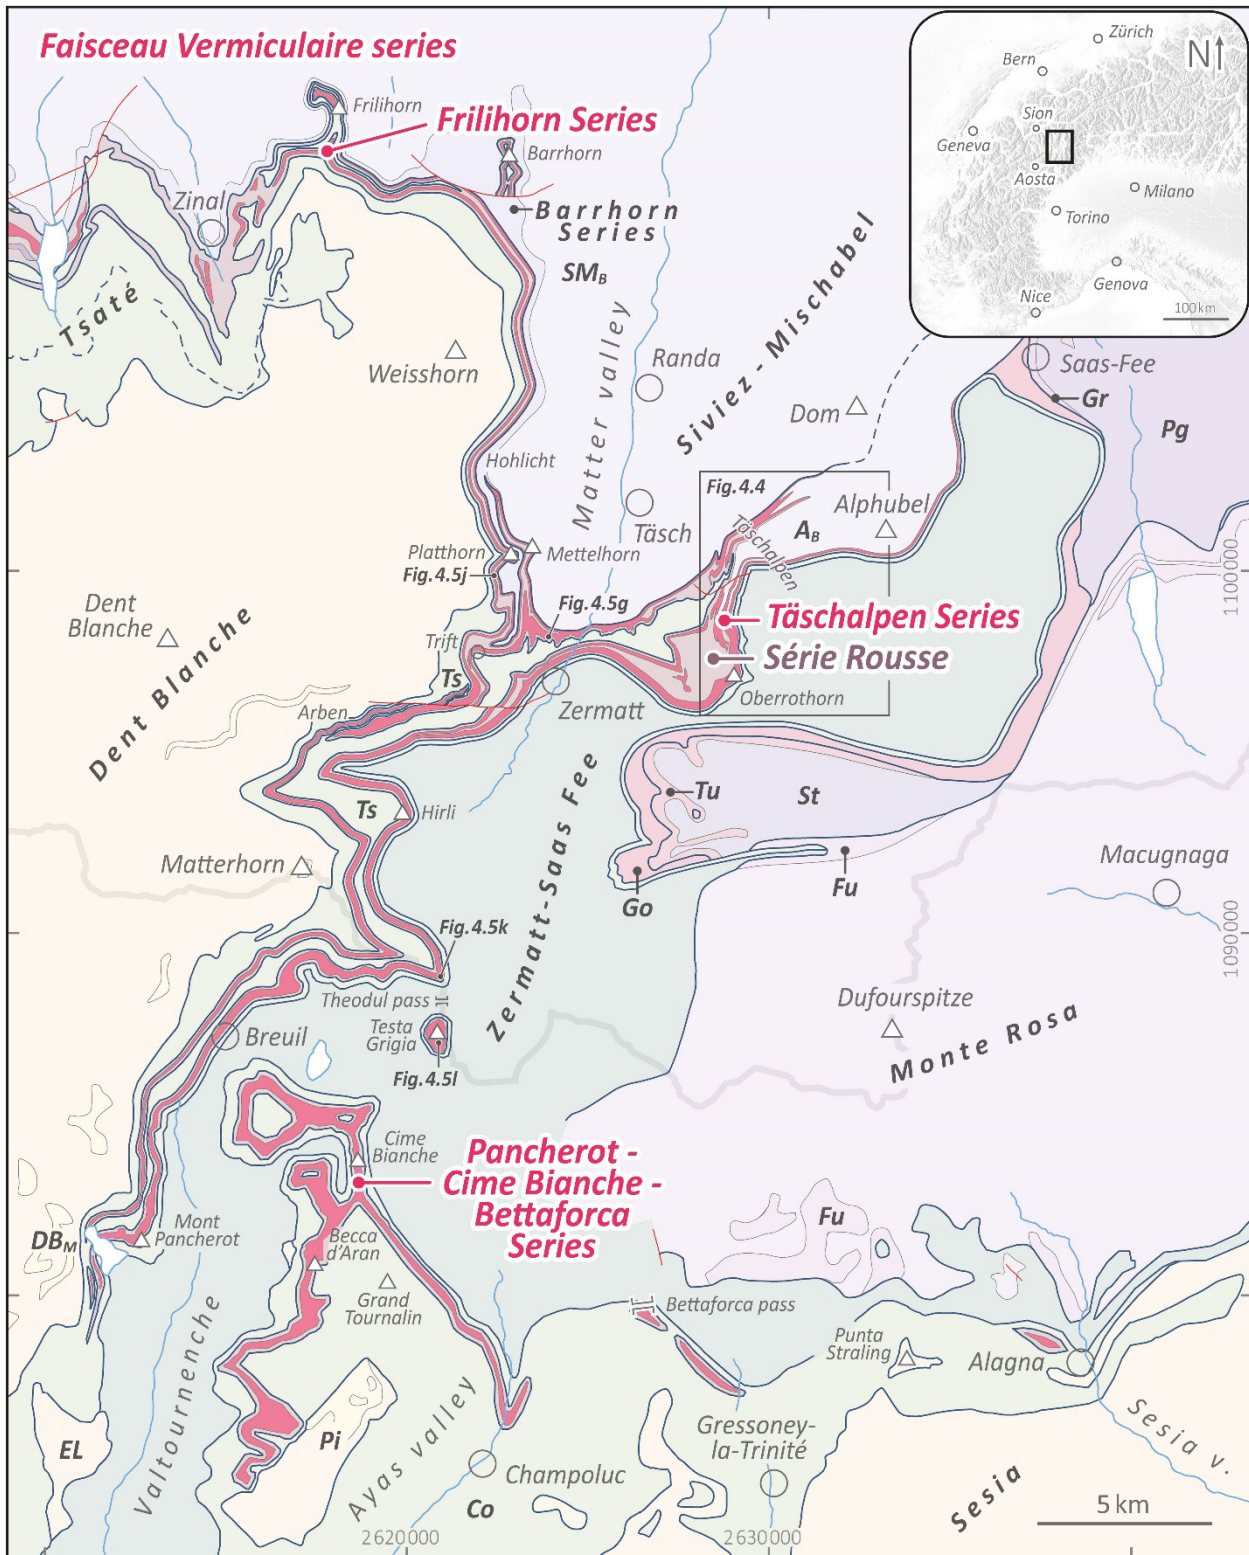 Faisceau Vermiculaire series
Zürich
N
Bern
Sion
Geneva
Aosta
Milano
Torino
Genova
Nice
100 km
Frilihorn
Frilihorn Series
Barrhorn
Zinal
Barrhorn
Series
SMB
Tsaté
Weisshorn
Matter valley
Randa
Siviez - Mischabel
Dom
Saas-Fee
Gr
Pg
Hohlicht
Fig. 4.4
Täsch
Täschalpen
AB
Alphubel
Platthorn
Mettelhorn
Fig. 4.5j
Fig. 4.5g
1100000
Dent
Blanche
Täschalpen Series
Trift
Série Rousse
Ts
Oberrothorn
Zermatt
Arben
Dent Blanche
Tu
St
Ts
Hirli
Matterhorn
Macugnaga
Go
Fu
Fig. 4.5k
1090000
Zermatt-Saas Fee
Theodul pass
Dufourspitze
Testa
Grigia
Breuil
Monte Rosa
Fig. 4.5l
Cime
Bianche
Pancherot -
Cime Bianche -
Bettaforca
Series
Mont
Pancherot
DBM
Becca
d'Aran
Fu
Grand
Tournalin
Bettaforca pass
Punta
Straling
Alagna
Valtournenche
Ayas valley
Gressoney-
la-Trinité
Sesia v.
EL
Pi
Champoluc
Co
Sesia
5 km
2620000
2630000